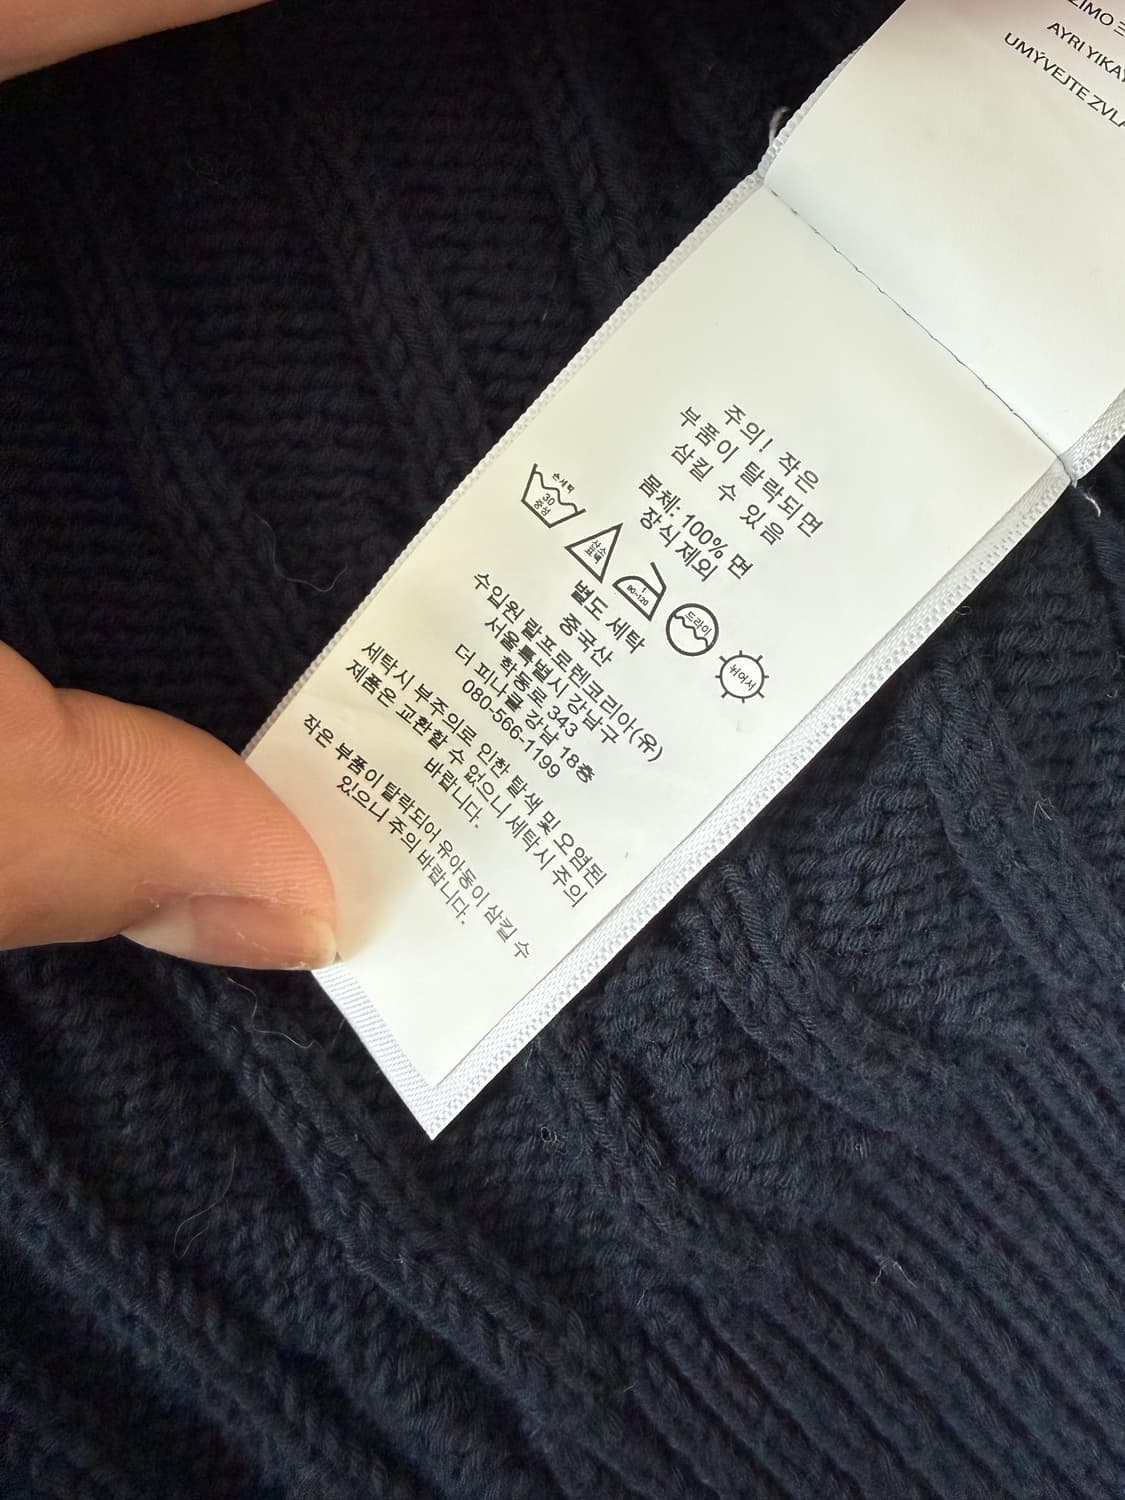 AYRI YIKA
UMÝVEJTE ZVLA
주의! 작은
부품이 탈락되면
삼킬 수 있음
몸체: 100% 면
장식 제외
손세탁
30
중성
산소
표백
80~120
드라이
뉘어서
별도 세탁
중국산
수입원 랄프로렌코리아(유)
서울특별시 강남구
학동로 343
더 피나클 강남 18층
080-566-1199
세탁시 부주의로 인한 탈색 및 오염된
제품은 교환할 수 없으니 세탁시 주의
바랍니다.
작은 부품이 탈락되어 유아동이 삼킬 수
있으니 주의 바랍니다.